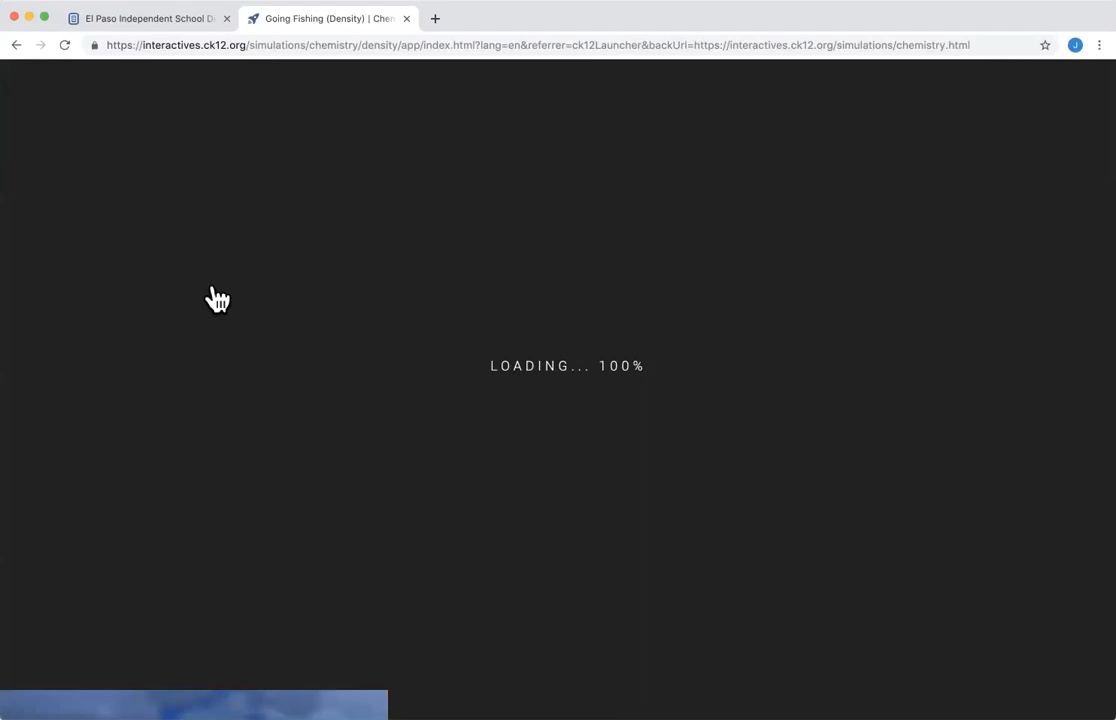 El Paso Independent School D
Going Fishing (Density) | Chen
https://interactives.ck12.org/simulations/chemistry/density/app/index.html?lang=en&referrer=ck12Launcher&backUrl=https://interactives.ck12.org/simulations/chemistry.html
J
LOADING... 100%